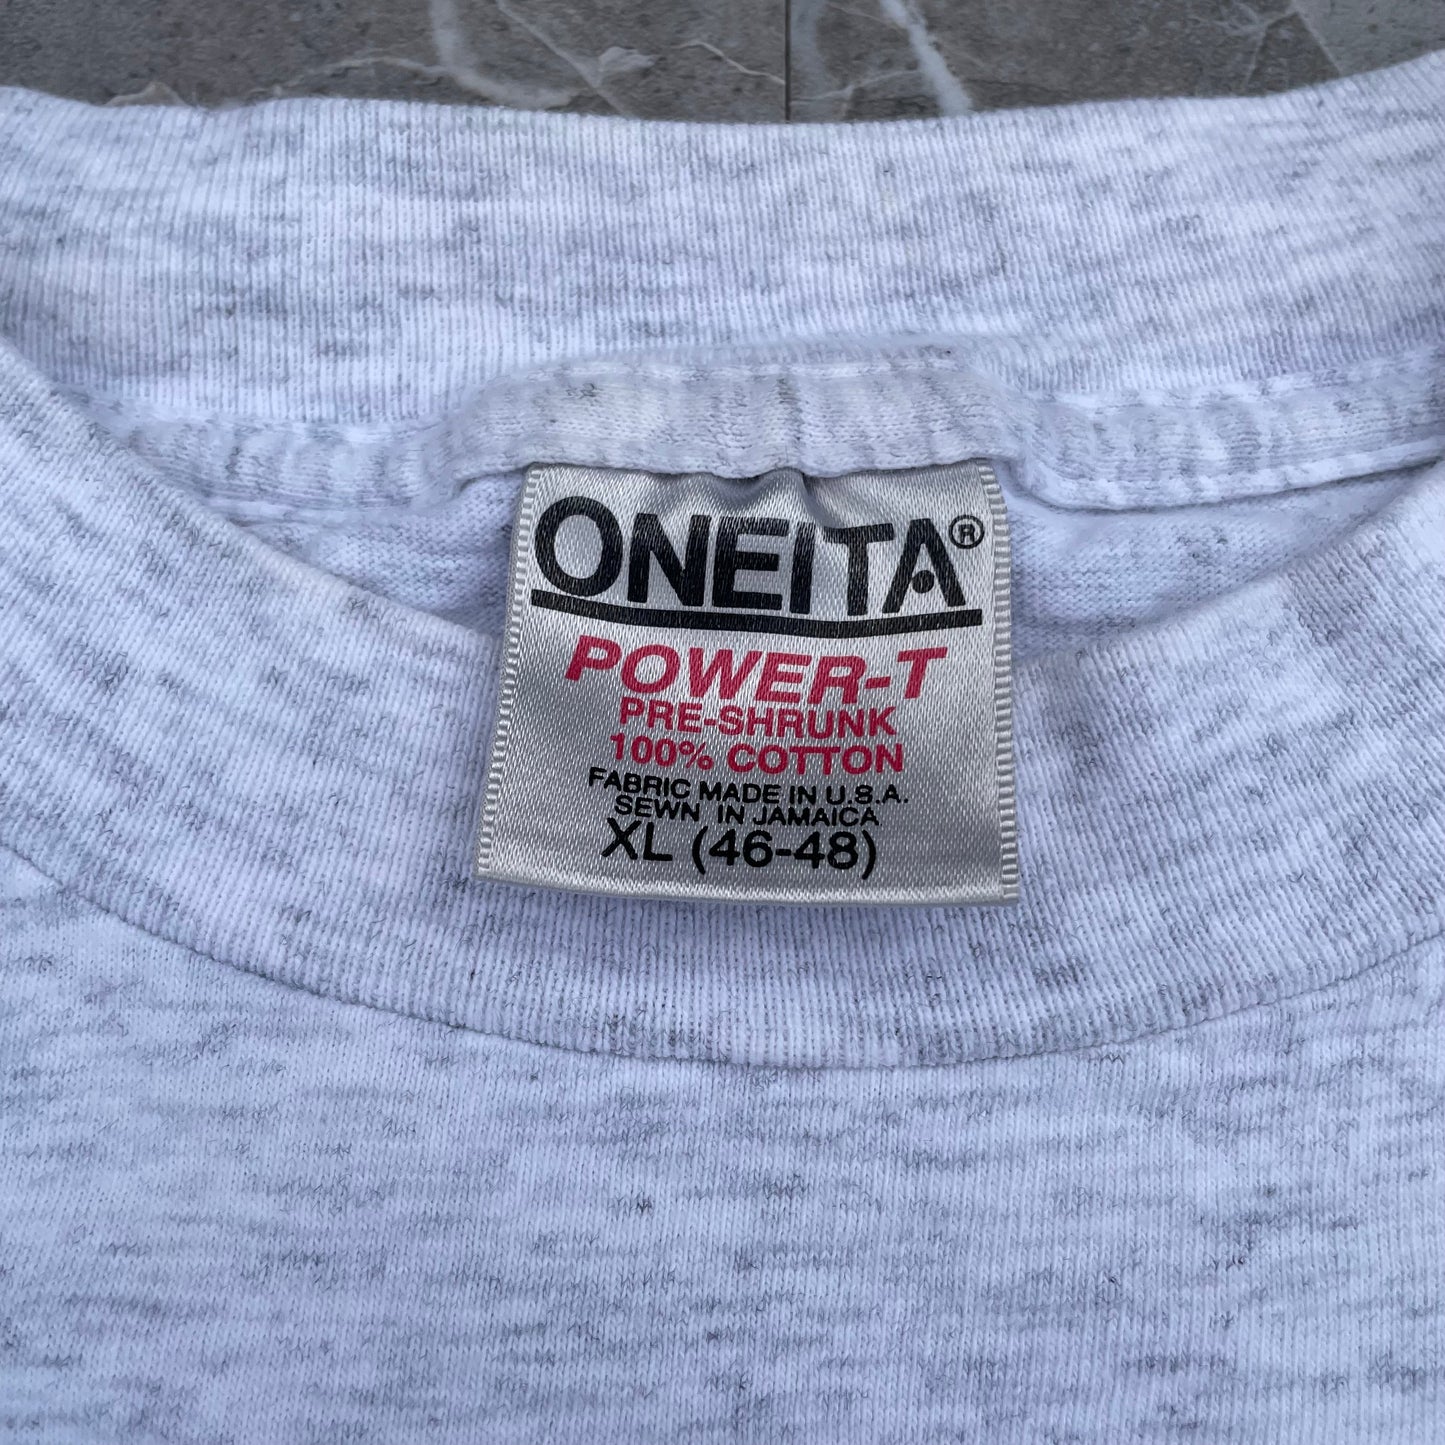 ONEITA®
POWER-T
PRE-SHRUNK
100% COTTON
FABRIC MADE IN U.S.A.
SEWN IN JAMAICA
XL (46-48)